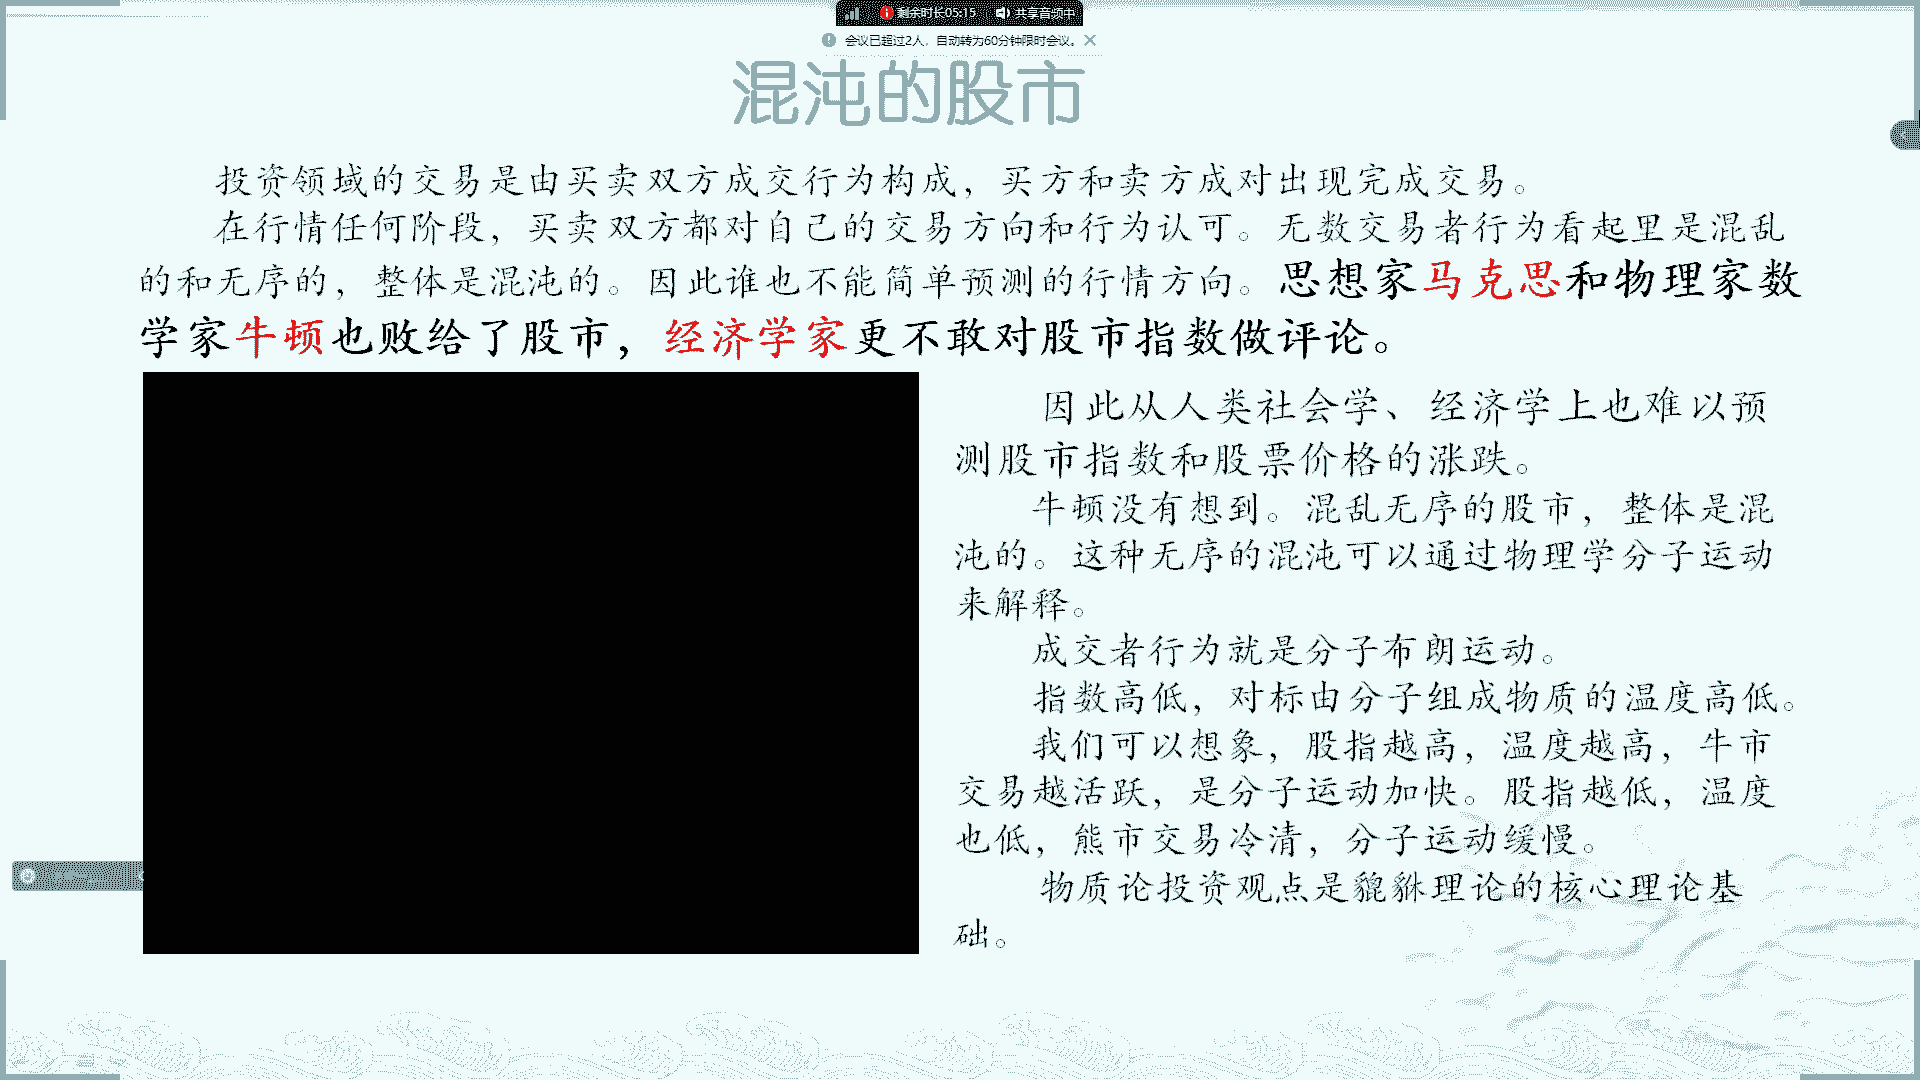 剩余时长05:15 共享音频中
会议已超过2人，自动转为60分钟限时会议。
混沌的股市
投资领域的交易是由买卖双方成交行为构成，买方和卖方成对出现完成交易。
在行情任何阶段，买卖双方都对自己的交易方向和行为认可。无数交易者行为看起里是混乱
的和无序的，整体是混沌的。因此谁也不能简单预测的行情方向。思想家马克思和物理家数
学家牛顿也败给了股市，经济学家更不敢对股市指数做评论。
因此从人类社会学、经济学上也难以预
测股市指数和股票价格的涨跌。
牛顿没有想到。混乱无序的股市，整体是混
沌的。这种无序的混沌可以通过物理学分子运动
来解释。
成交者行为就是分子布朗运动。
指数高低，对标由分子组成物质的温度高低。
我们可以想象，股指越高，温度越高，牛市
交易越活跃，是分子运动加快。股指越低，温度
也低，熊市交易冷清，分子运动缓慢。
物质论投资观点是貔貅理论的核心理论基
础。